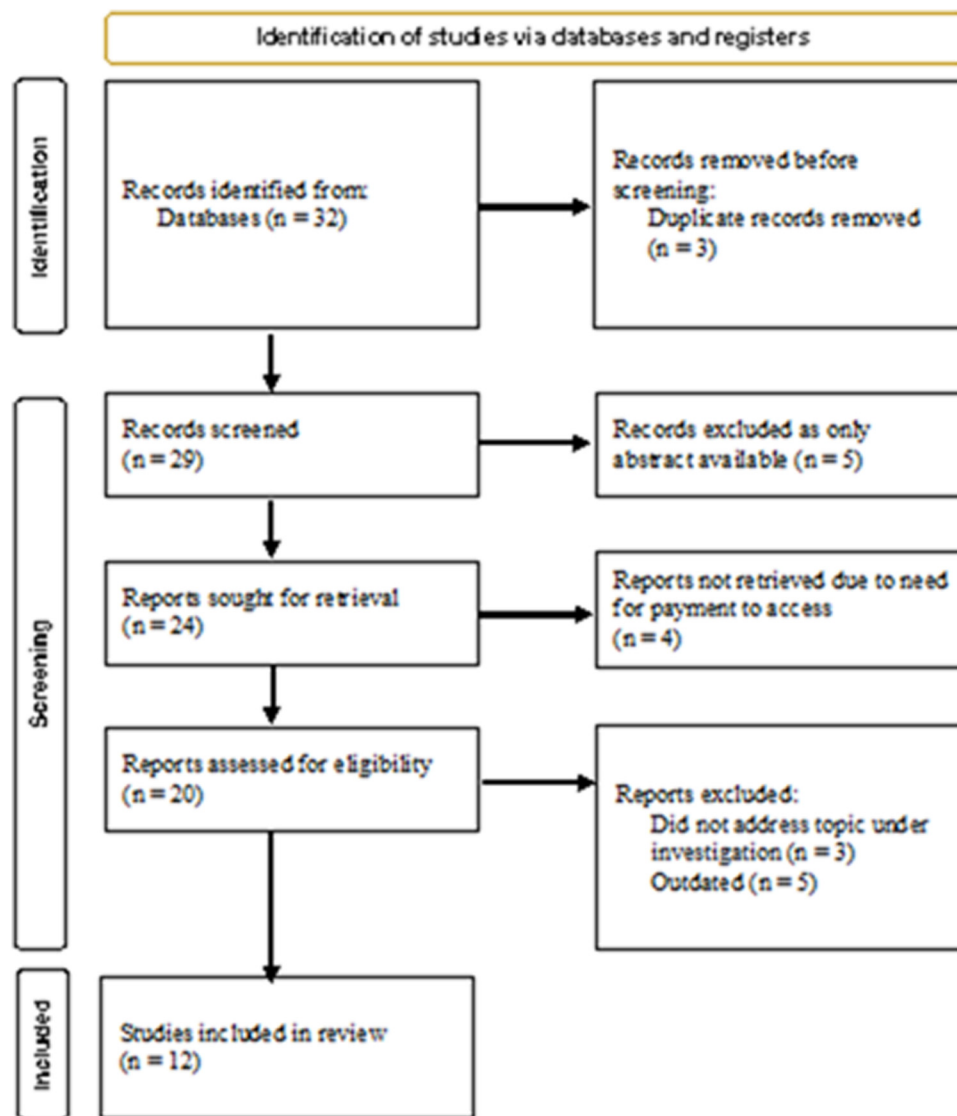 Identification of studies via databases and registers
Identification
Records identified from:
Databases (n = 32)
Records removed before
screening:
Duplicate records removed
(n = 3)
Screening
Records screened
(n = 29)
Records excluded as only
abstract available (n = 5)
Reports sought for retrieval
(n = 24)
Reports not retrieved due to need
for payment to access
(n = 4)
Reports assessed for eligibility
(n = 20)
Reports excluded:
Did not address topic under
investigation (n = 3)
Outdated (n = 5)
Included
Studies included in review
(n = 12)